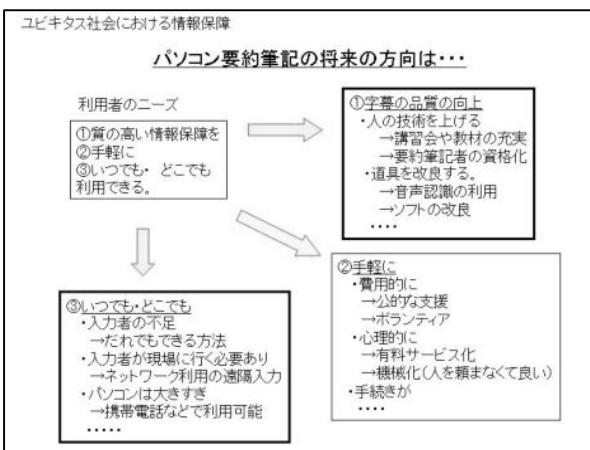 ユビキタス社会における情報保障
パソコン要約筆記の将来の方向は・・・
利用者のニーズ
①質の高い情報保障を
②手軽に
③いつでも・どこでも
利用できる。
①字幕の品質の向上
・人の技術を上げる
→講習会や教材の充実
→要約筆記者の資格化
・道具を改良する。
→音声認識の利用
→ソフトの改良
・・・・
②手軽に
・費用的に
→公的な支援
→ボランティア
・心理的に
→有料サービス化
→機械化(人を頼まなくて良い)
・手続きが
・・・・
③いつでも・どこでも
・入力者の不足
→だれでもできる方法
・入力者が現場に行く必要あり
→ネットワーク利用の遠隔入力
・パソコンは大きすぎ
→携帯電話などで利用可能
・・・・・